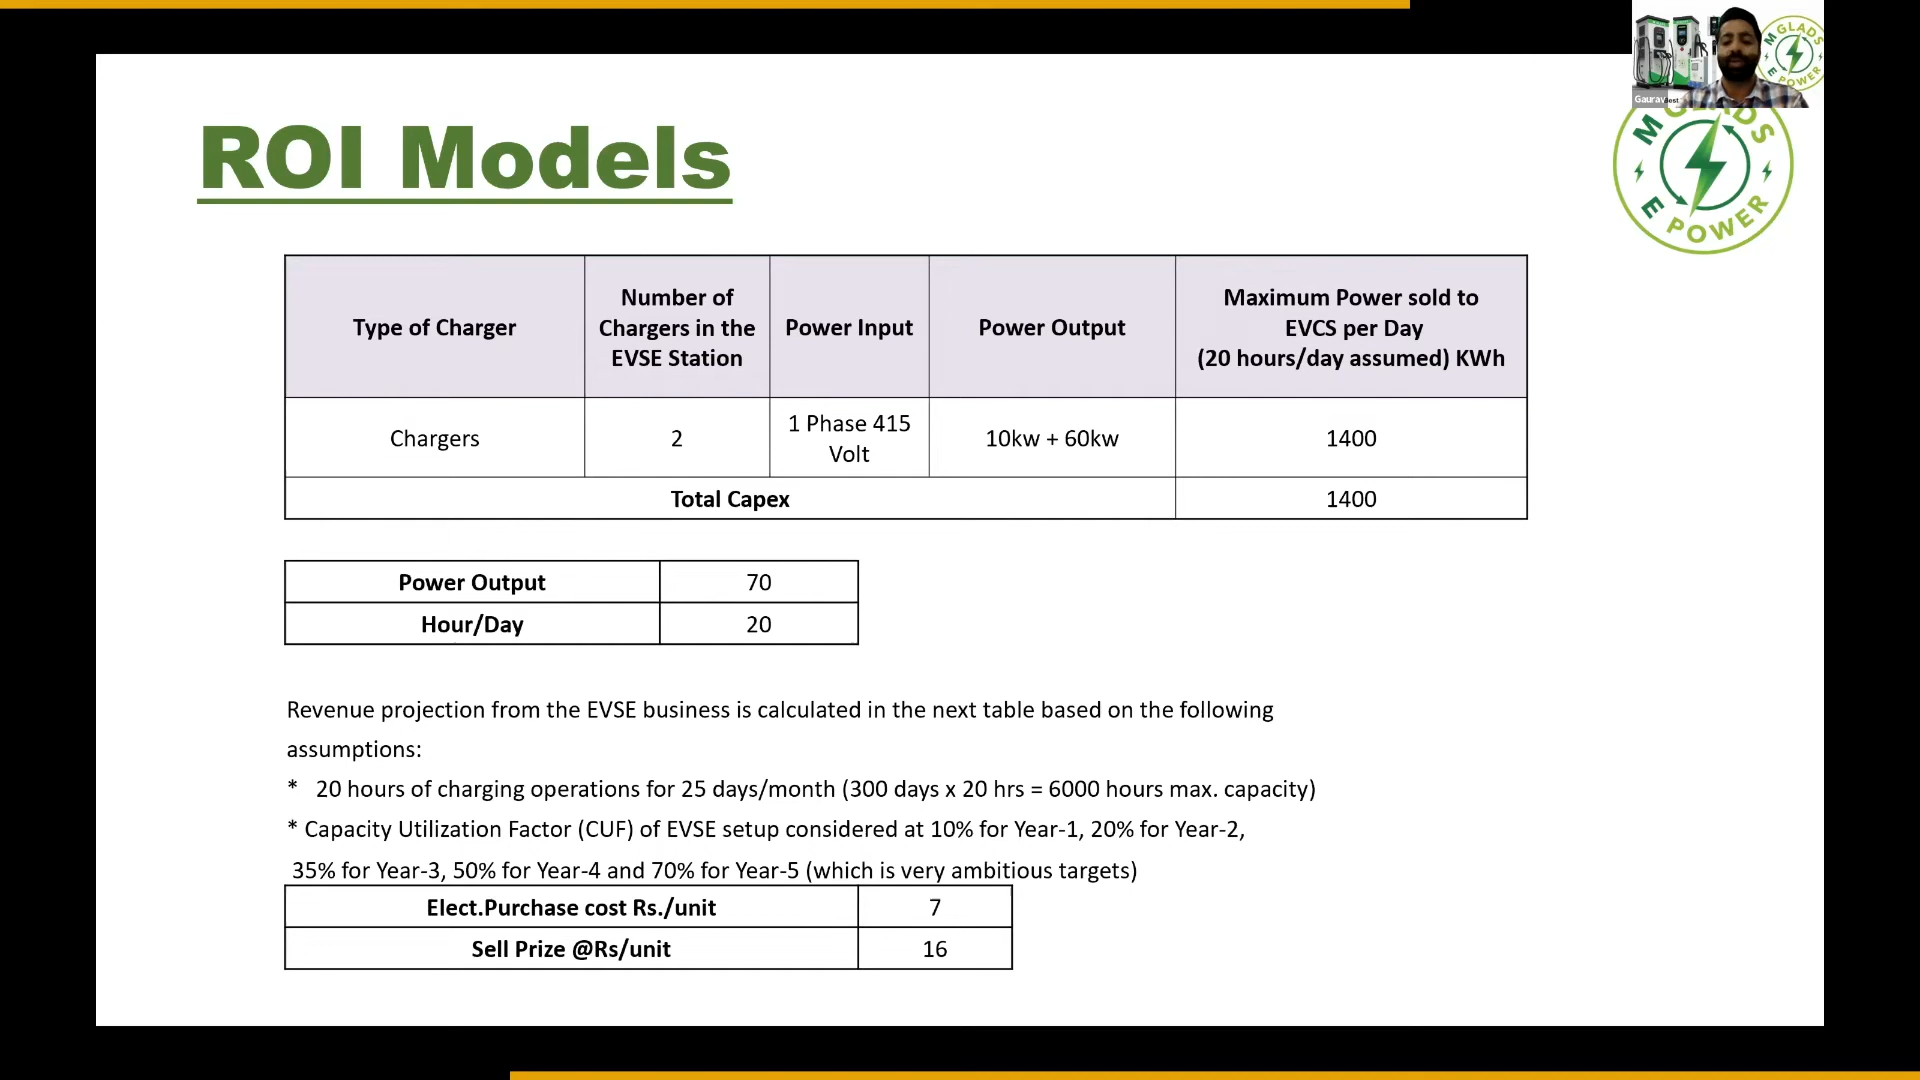 GLADS
M
E POWER
Gaurav
ROI Models
M GLADS
E POWER
Type of Charger
Number of
Chargers in the
EVSE Station
Power Input
Power Output
Maximum Power sold to
EVCS per Day
(20 hours/day assumed) KWh
Chargers
2
1 Phase 415
Volt
10kw + 60kw
1400
Total Capex
1400
Power Output
70
Hour/Day
20
Revenue projection from the EVSE business is calculated in the next table based on the following
assumptions:
* 20 hours of charging operations for 25 days/month (300 days x 20 hrs = 6000 hours max. capacity)
* Capacity Utilization Factor (CUF) of EVSE setup considered at 10% for Year-1, 20% for Year-2,
35% for Year-3, 50% for Year-4 and 70% for Year-5 (which is very ambitious targets)
Elect.Purchase cost Rs./unit
7
Sell Prize @Rs/unit
16